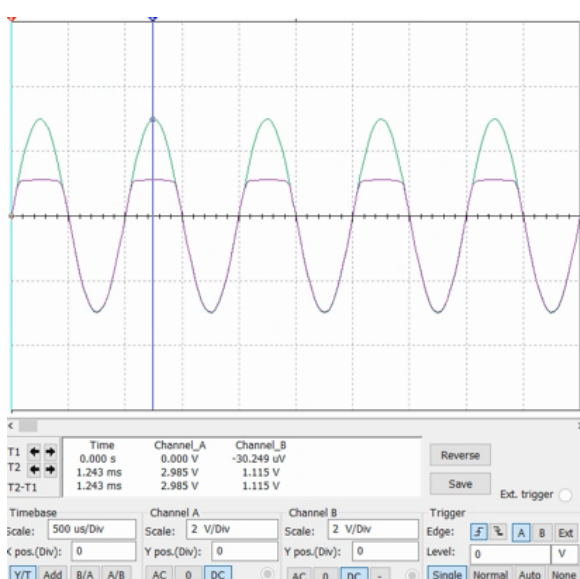 Time Channel_A Channel_B
T1 0.000 s 0.000 V -30.249 uV
T2 1.243 ms 2.985 V 1.115 V
T2-T1 1.243 ms 2.985 V 1.115 V
Reverse
Save
Ext. trigger
Timebase
Scale: 500 us/Div
X pos.(Div): 0
Y/T Add B/A A/B
Channel A
Scale: 2 V/Div
Y pos.(Div): 0
AC 0 DC
Channel B
Scale: 2 V/Div
Y pos.(Div): 0
AC 0 DC -
Trigger
Edge: A B Ext
Level: 0 V
Single Normal Auto None